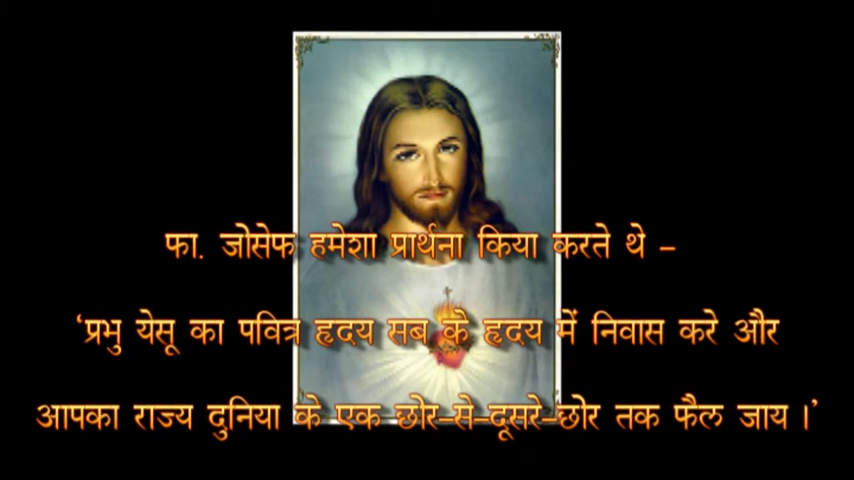 फा. जोसेफ हमेशा प्रार्थना किया करते थे –
‘प्रभु येसू का पवित्र हृदय सब के हृदय में निवास करे और
आपका राज्य दुनिया के एक छोर-से-दूसरे-छोर तक फैल जाय।’